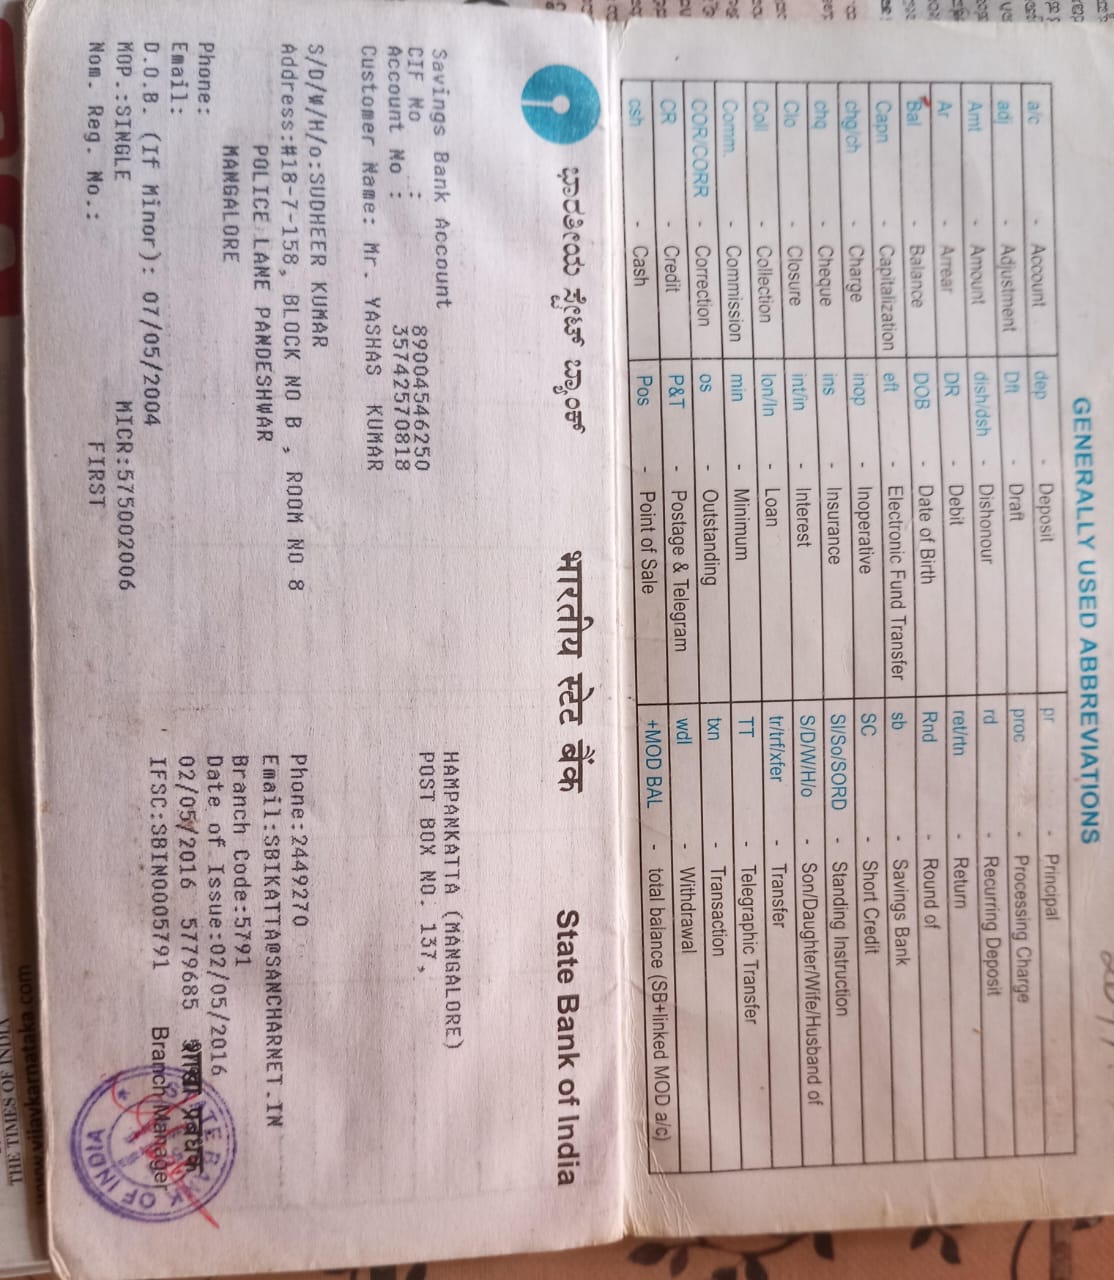 GENERALLY USED ABBREVIATIONS
a/c - Account dep - Deposit pr - Principal
adj - Adjustment Dft - Draft proc - Processing Charge
Amt - Amount dish/dsh - Dishonour rd - Recurring Deposit
Ar - Arrear DR - Debit ret/rtn - Return
Bal - Balance DOB - Date of Birth Rnd - Round of
Capn - Capitalization eft - Electronic Fund Transfer sb - Savings Bank
chg/ch - Charge inop - Inoperative SC - Short Credit
chq - Cheque ins - Insurance SI/So/SORD - Standing Instruction
Clo - Closure int/in - Interest S/D/W/H/o - Son/Daughter/Wife/Husband of
Coll - Collection lon/ln - Loan tr/trf/xfer - Transfer
Comm. - Commission min - Minimum TT - Telegraphic Transfer
COR/CORR - Correction os - Outstanding txn - Transaction
CR - Credit P&T - Postage & Telegram wdl - Withdrawal
csh - Cash Pos - Point of Sale +MOD BAL - total balance (SB+linked MOD a/c)
ಭಾರತೀಯ ಸ್ಟೇಟ್ ಬ್ಯಾಂಕ್ भारतीय स्टेट बैंक State Bank of India
Savings Bank Account
CIF No : 89004546250
Account No : 35742570818
Customer Name: Mr. YASHAS KUMAR
S/D/W/H/o:SUDHEER KUMAR
Address:#18-7-158, BLOCK NO B , ROOM NO 8
POLICE LANE PANDESHWAR
MANGALORE
Phone:
Email:
D.O.B. (If Minor): 07/05/2004
MOP.:SINGLE MICR:575002006
Nom. Reg. No.: FIRST
HAMPANKATTA (MANGALORE)
POST BOX NO. 137,
Phone:2449270
Email:SBIKATTA@SANCHARNET.IN
Branch Code:5791
Date of Issue:02/05/2016
02/05/2016 5779685 शाखा प्रबंधक
IFSC:SBIN0005791 Branch Manager
STATE BANK OF INDIA
www.vijaykarnataka.com
THE TIMES OF INDIA